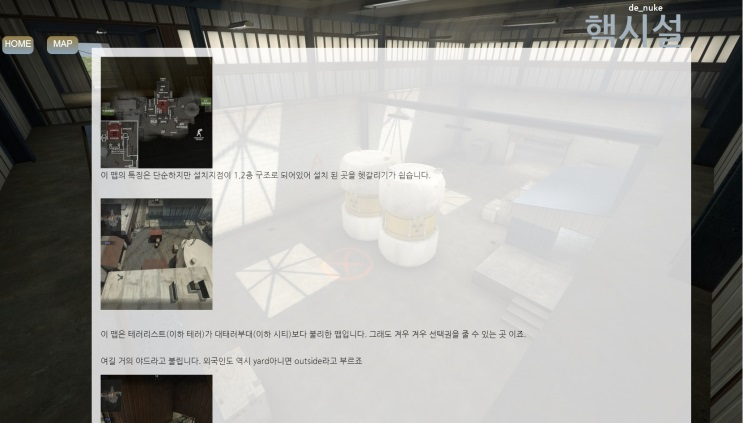 de_nuke
핵시설
HOME
MAP
이 맵의 특징은 단순하지만 설치지점이 1,2층 구조로 되어있어 설치 된 곳을 헷갈리기가 쉽습니다.
이 맵은 테러리스트(이하 테러)가 대테러부대(이하 시티)보다 불리한 맵입니다. 그래도 겨우 겨우 선택권을 줄 수 있는 곳 이죠.
여길 거의 야드라고 불립니다. 외국인도 역시 yard아니면 outside라고 부르죠